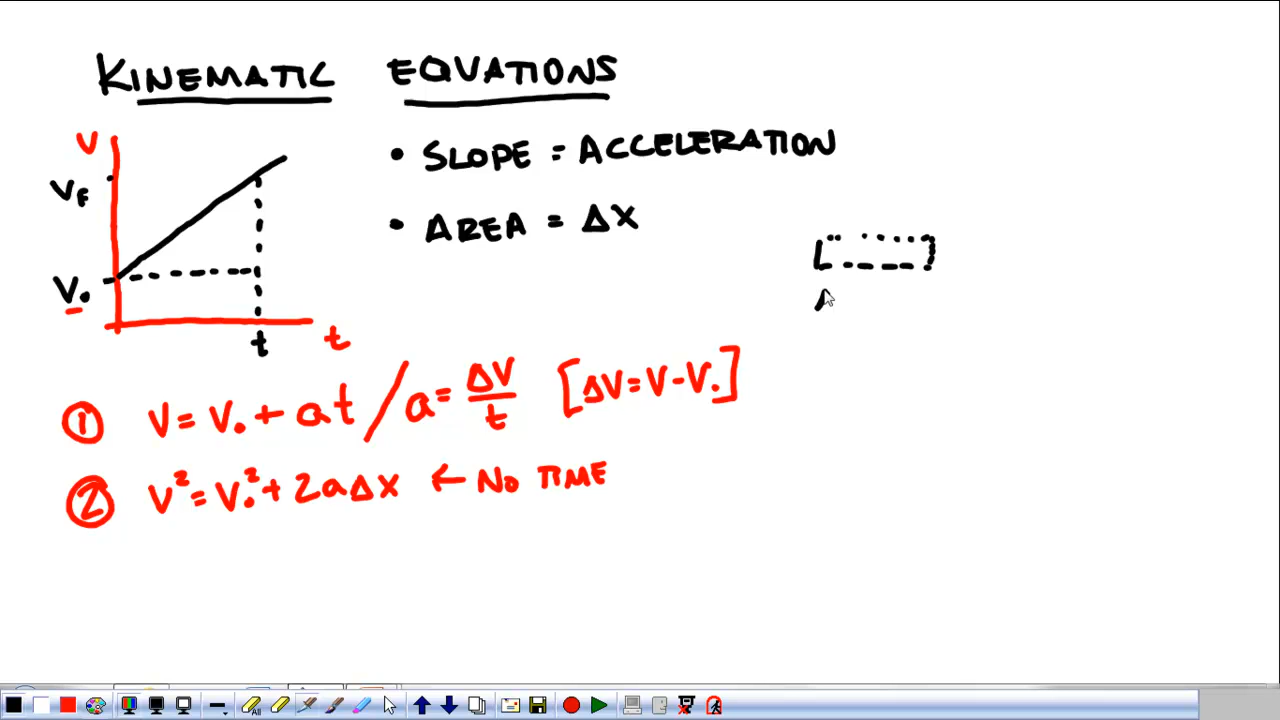 KINEMATIC EQUATIONS
V
• SLOPE = ACCELERATION
VF
• AREA = ΔX
V₀
t
t
① V = V₀ + at / a = ΔV/t [ΔV = V - V₀]
② V² = V₀² + 2aΔX ← NO TIME
All